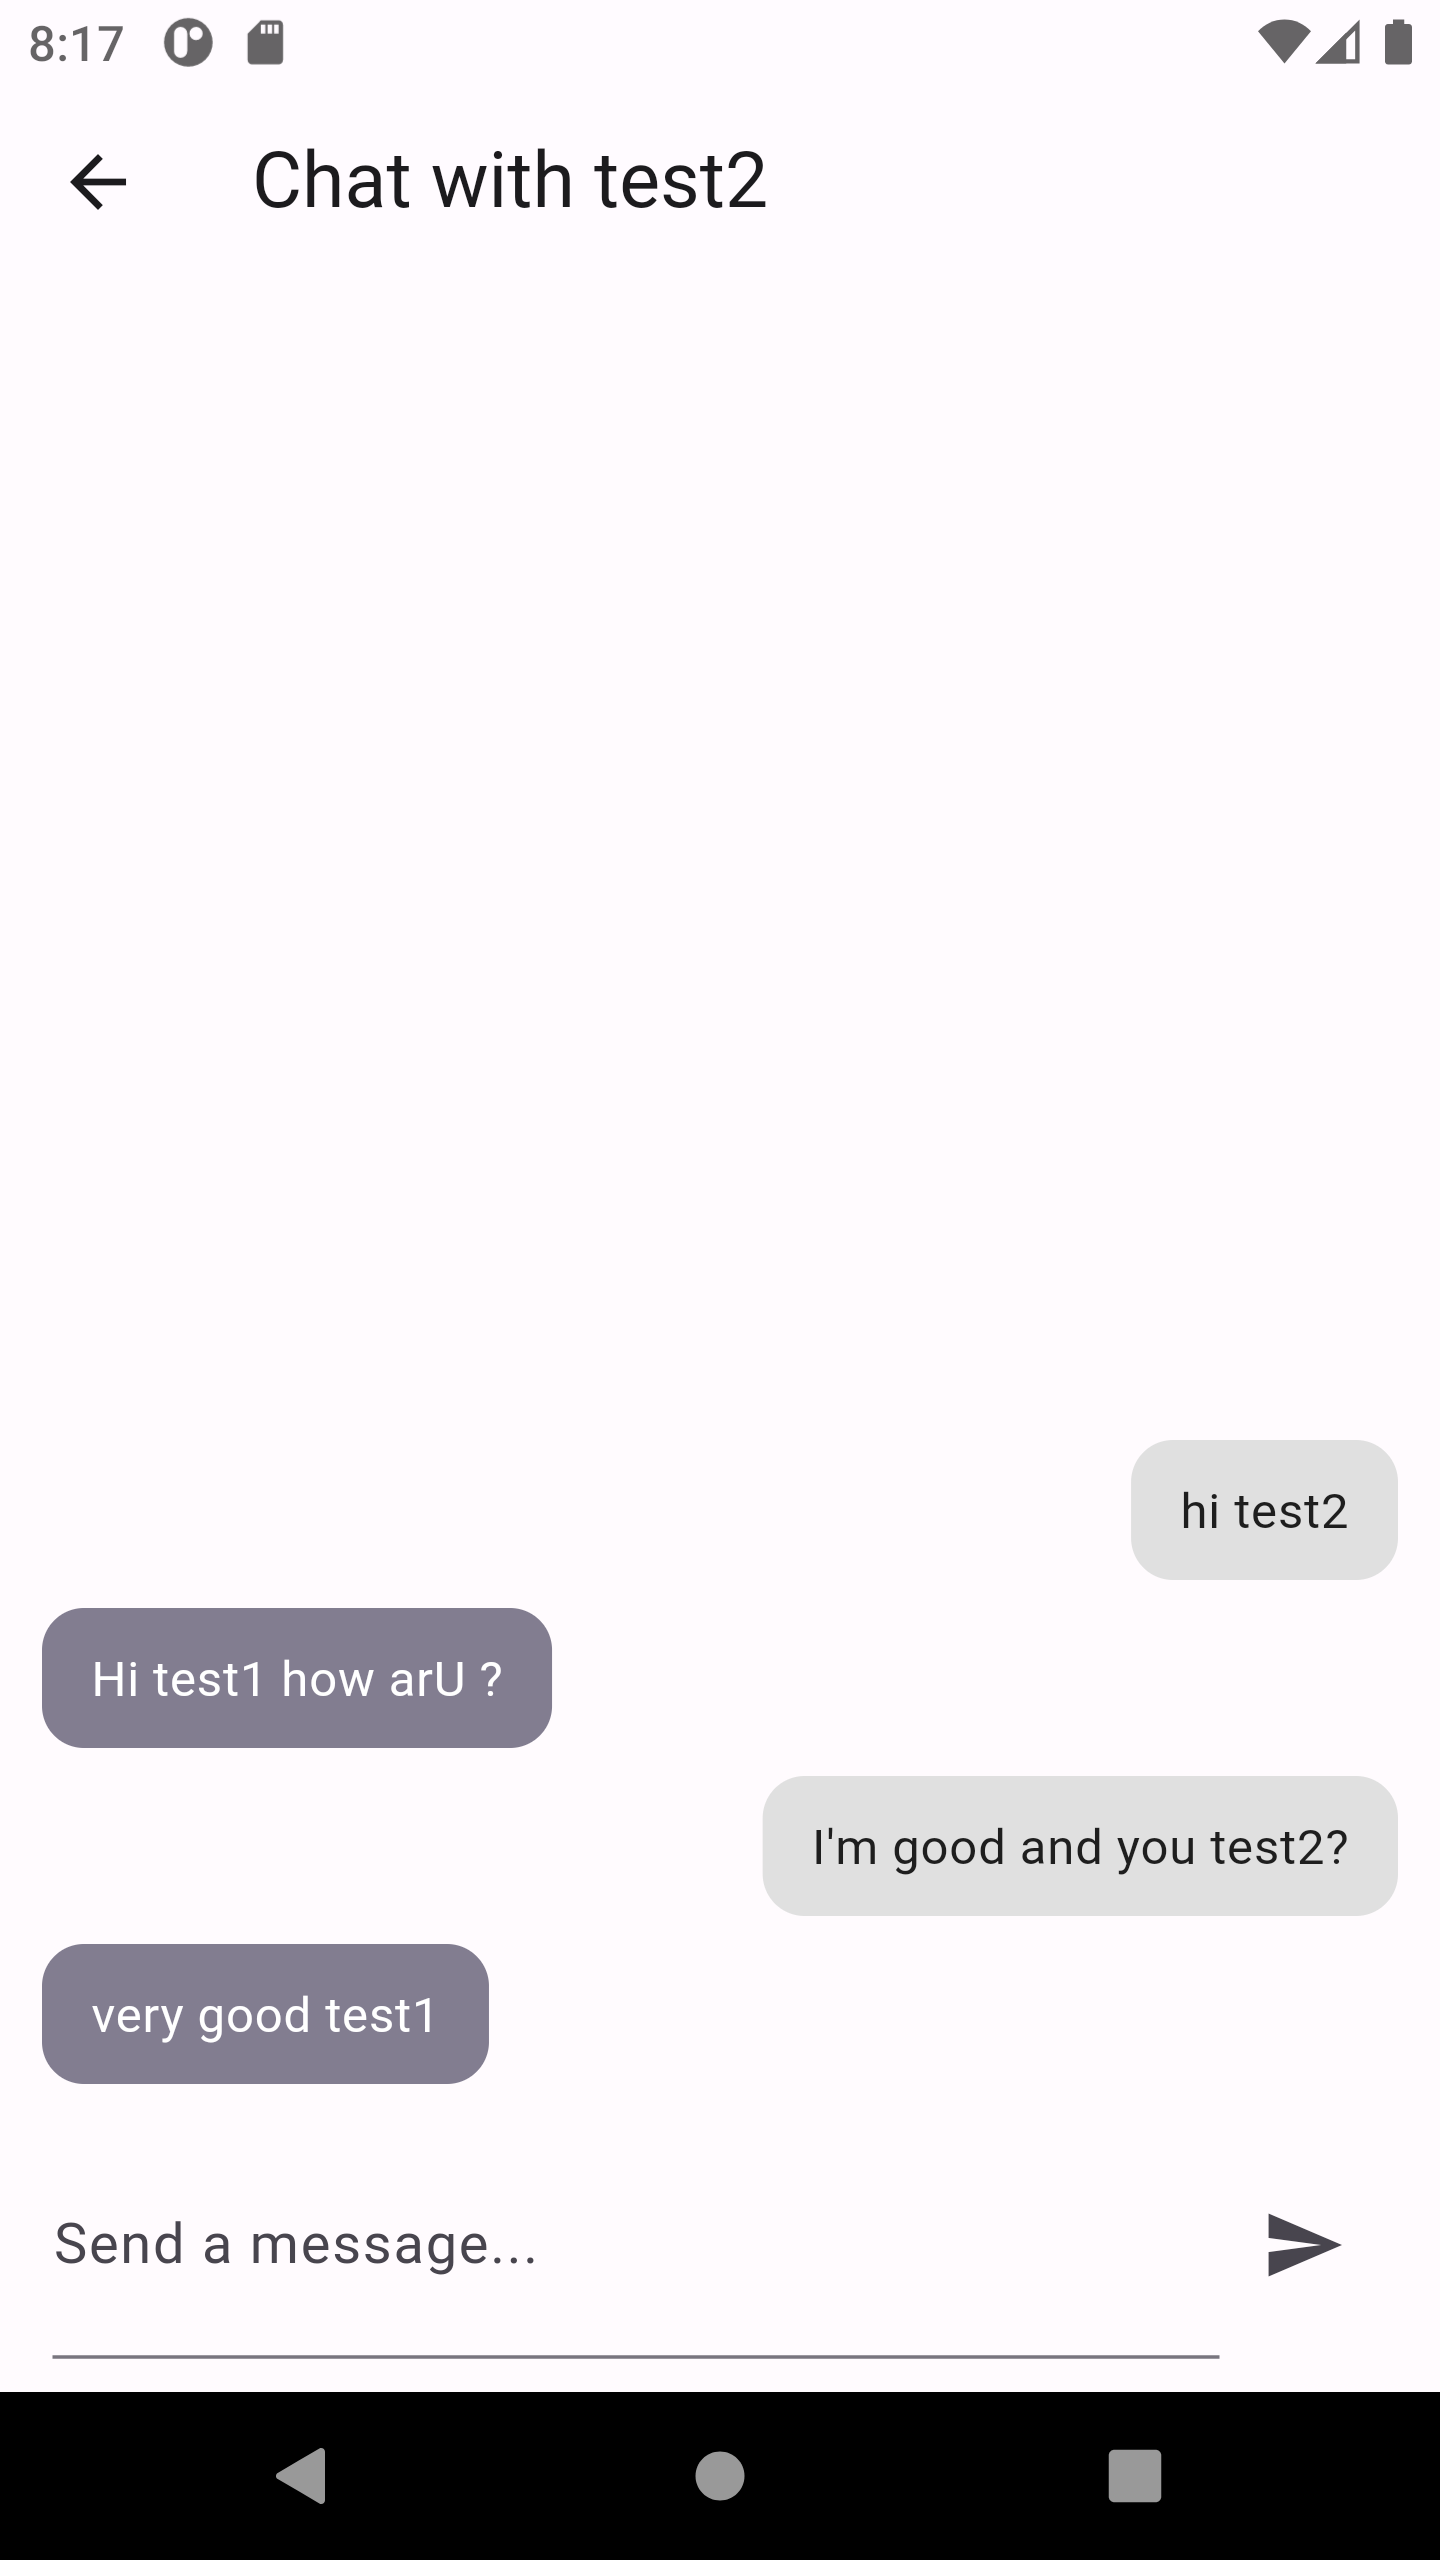 8:17
Chat with test2
hi test2
Hi test1 how arU ?
I'm good and you test2?
very good test1
Send a message...